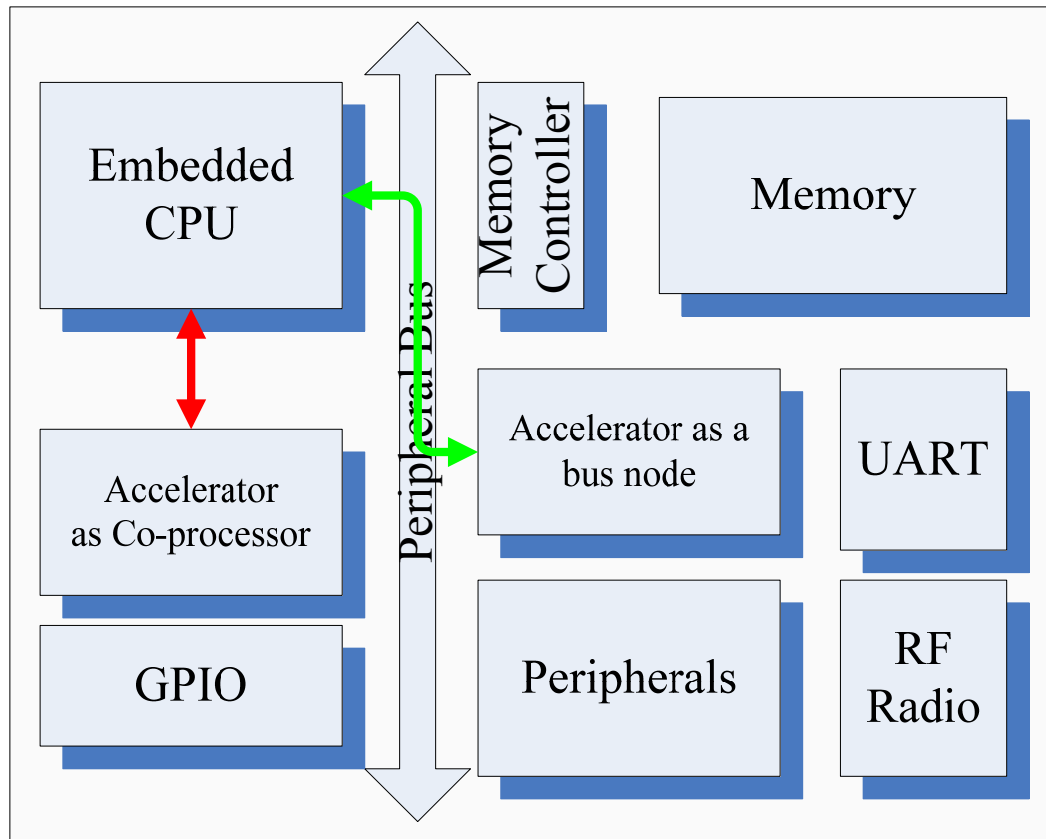 Embedded
CPU
Memory
Controller
Memory
Peripheral Bus
Accelerator as a
bus node
UART
Accelerator
as Co-processor
GPIO
Peripherals
RF
Radio